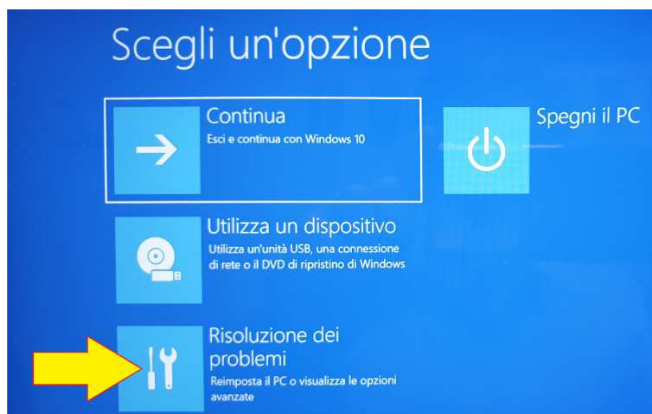 Scegli un'opzione
Continua
Esci e continua con Windows 10
Spegni il PC
Utilizza un dispositivo
Utilizza un'unità USB, una connessione
di rete o il DVD di ripristino di Windows
Risoluzione dei
problemi
Reimposta il PC o visualizza le opzioni
avanzate